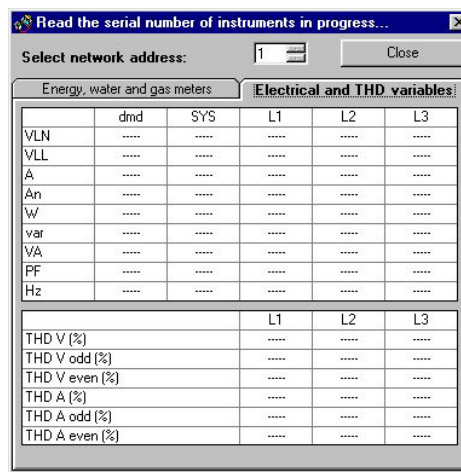 Read the serial number of instruments in progress...
Select network address: 1 Close
Energy, water and gas meters Electrical and THD variables
dmd SYS L1 L2 L3
VLN ----- ----- ----- ----- -----
VLL ----- ----- ----- ----- -----
A ----- ----- ----- ----- -----
An ----- ----- ----- ----- -----
W ----- ----- ----- ----- -----
var ----- ----- ----- ----- -----
VA ----- ----- ----- ----- -----
PF ----- ----- ----- ----- -----
Hz ----- ----- ----- ----- -----
L1 L2 L3
THD V (%) ----- ----- -----
THD V odd (%) ----- ----- -----
THD V even (%) ----- ----- -----
THD A (%) ----- ----- -----
THD A odd (%) ----- ----- -----
THD A even (%) ----- ----- -----